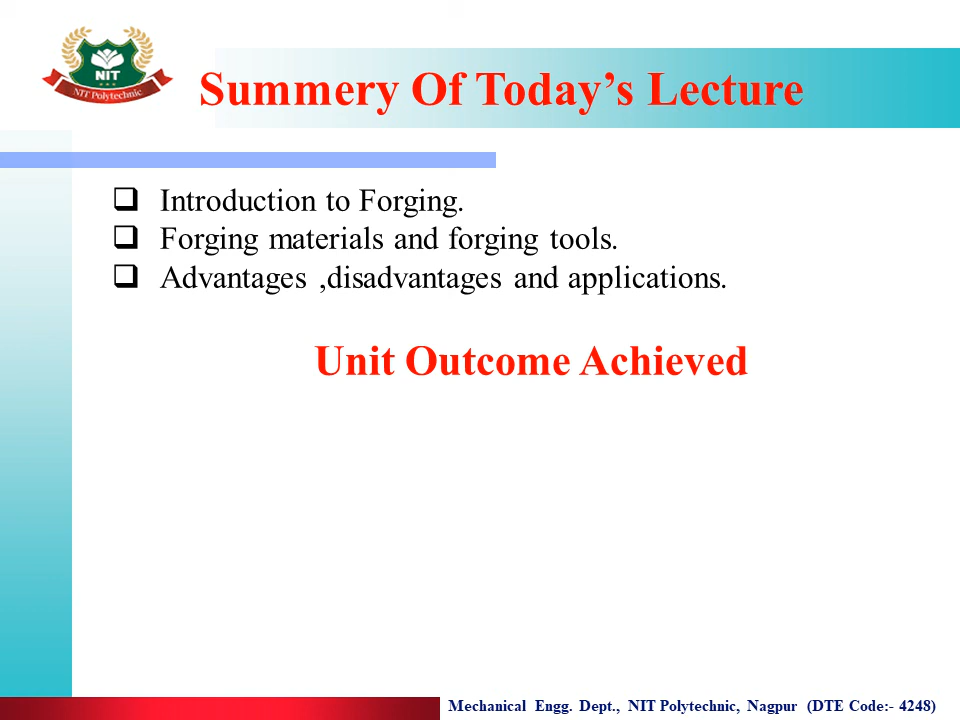 NIT
NIT Polytechnic
Summery Of Today’s Lecture
Introduction to Forging.
Forging materials and forging tools.
Advantages ,disadvantages and applications.
Unit Outcome Achieved
Mechanical Engg. Dept., NIT Polytechnic, Nagpur (DTE Code:- 4248)